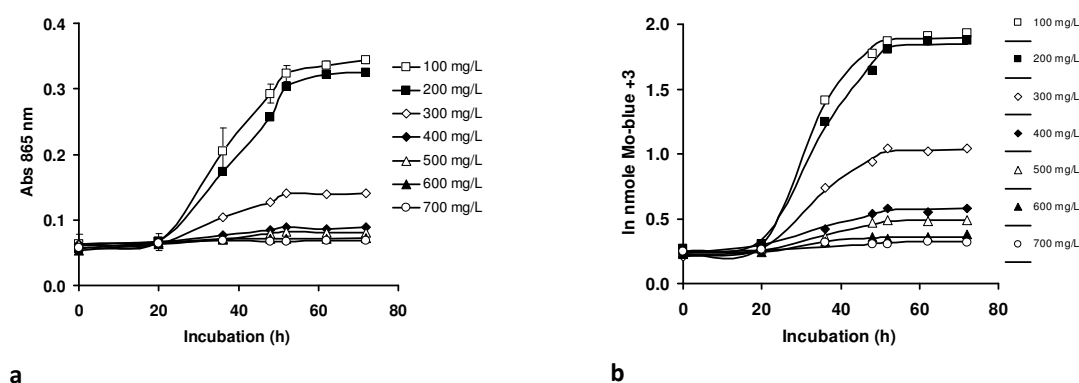 0.4
0.3
0.2
0.1
0.0
Abs 865 nm
0
20
40
60
80
Incubation (h)
100 mg/L
200 mg/L
300 mg/L
400 mg/L
500 mg/L
600 mg/L
700 mg/L
a
2.0
1.5
1.0
0.5
0.0
ln nmole Mo-blue +3
0
20
40
60
80
Incubation (h)
100 mg/L
200 mg/L
300 mg/L
400 mg/L
500 mg/L
600 mg/L
700 mg/L
b